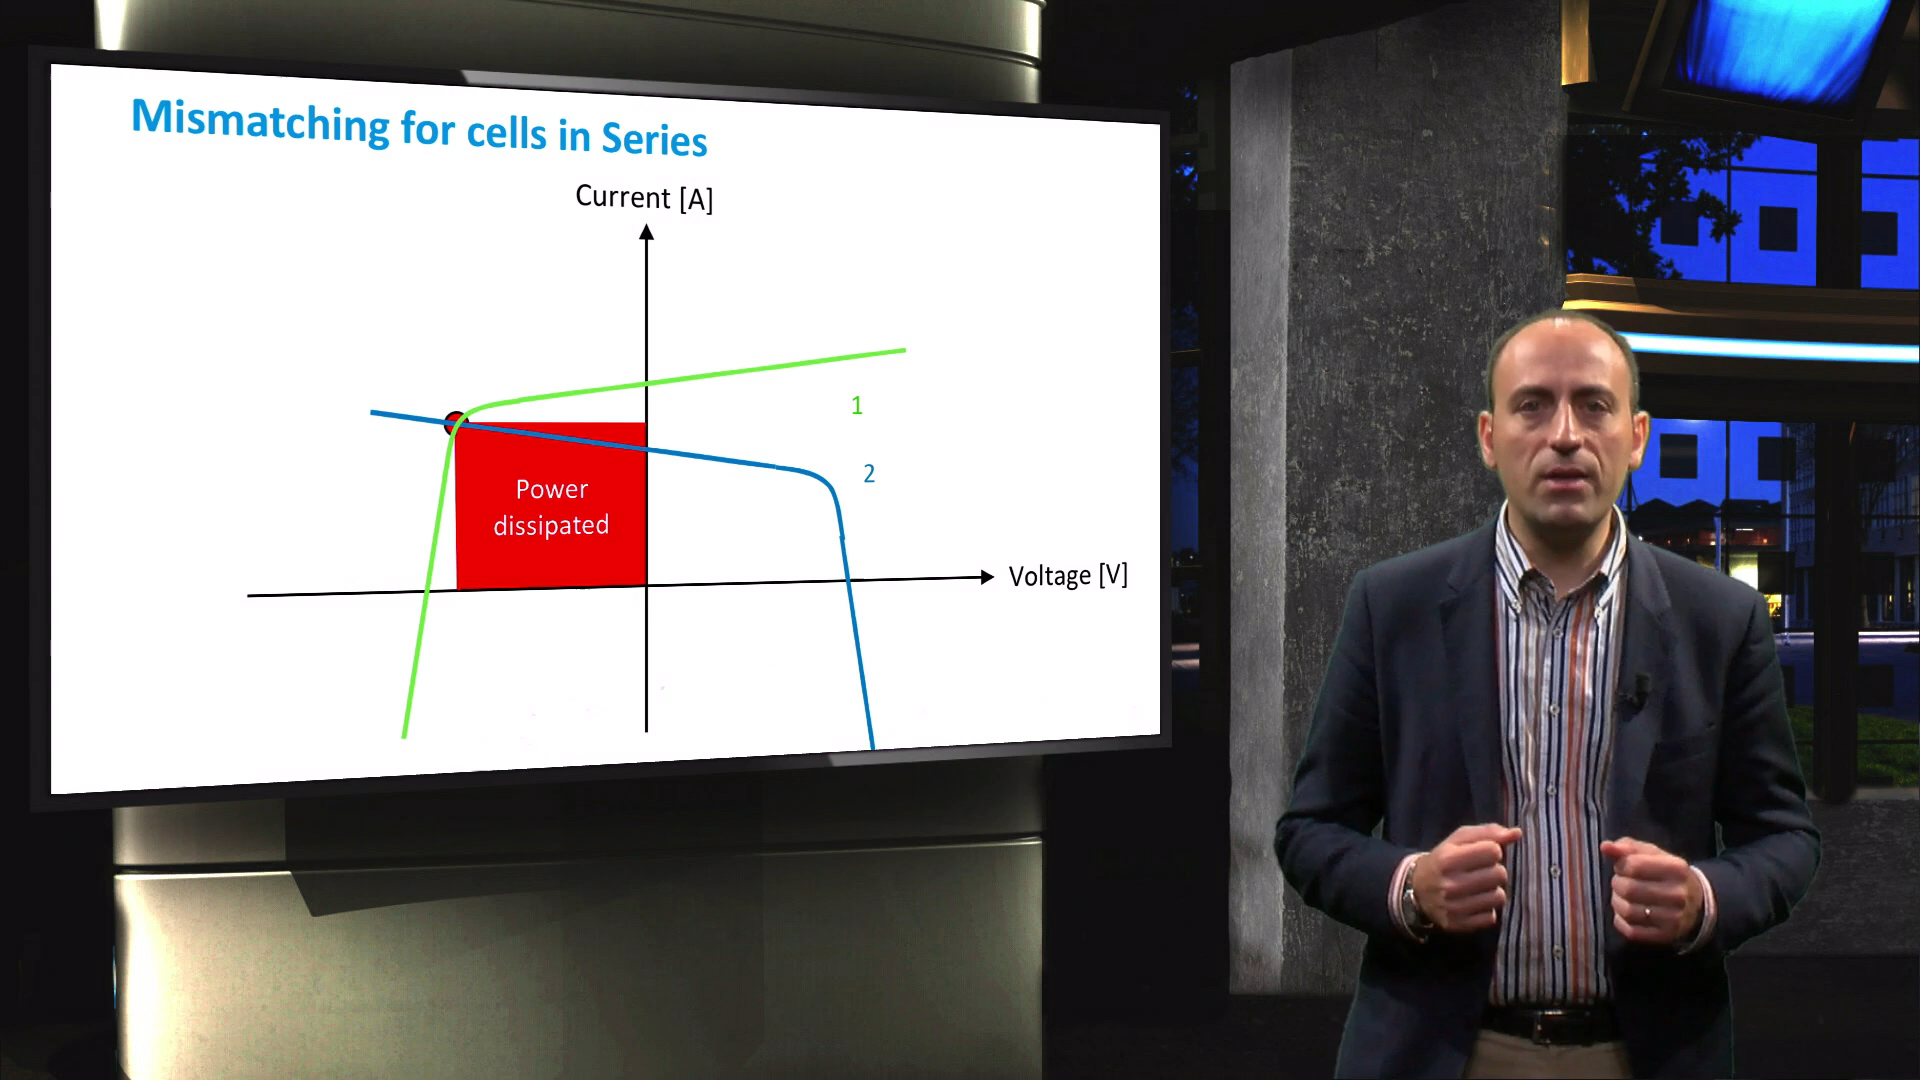 Mismatching for cells in Series
Current [A]
1
2
Power
dissipated
Voltage [V]